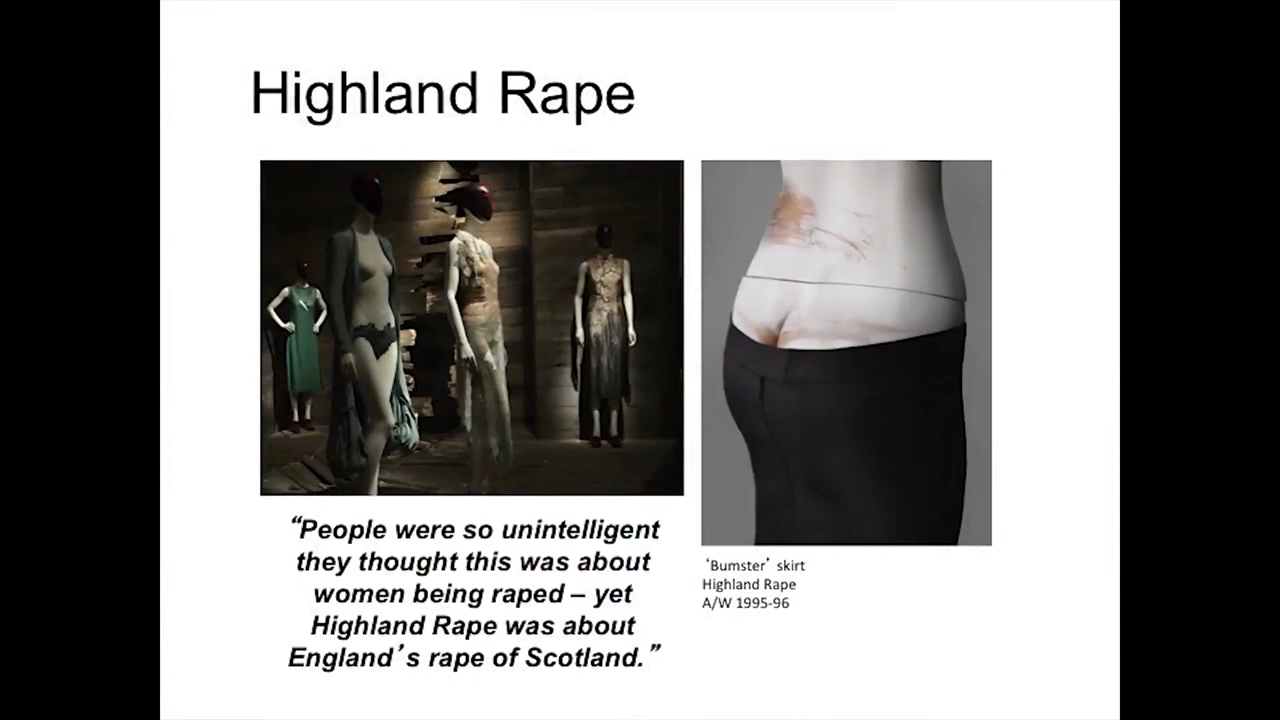 Highland Rape
“People were so unintelligent
they thought this was about
women being raped – yet
Highland Rape was about
England’s rape of Scotland.”
‘Bumster’ skirt
Highland Rape
A/W 1995-96